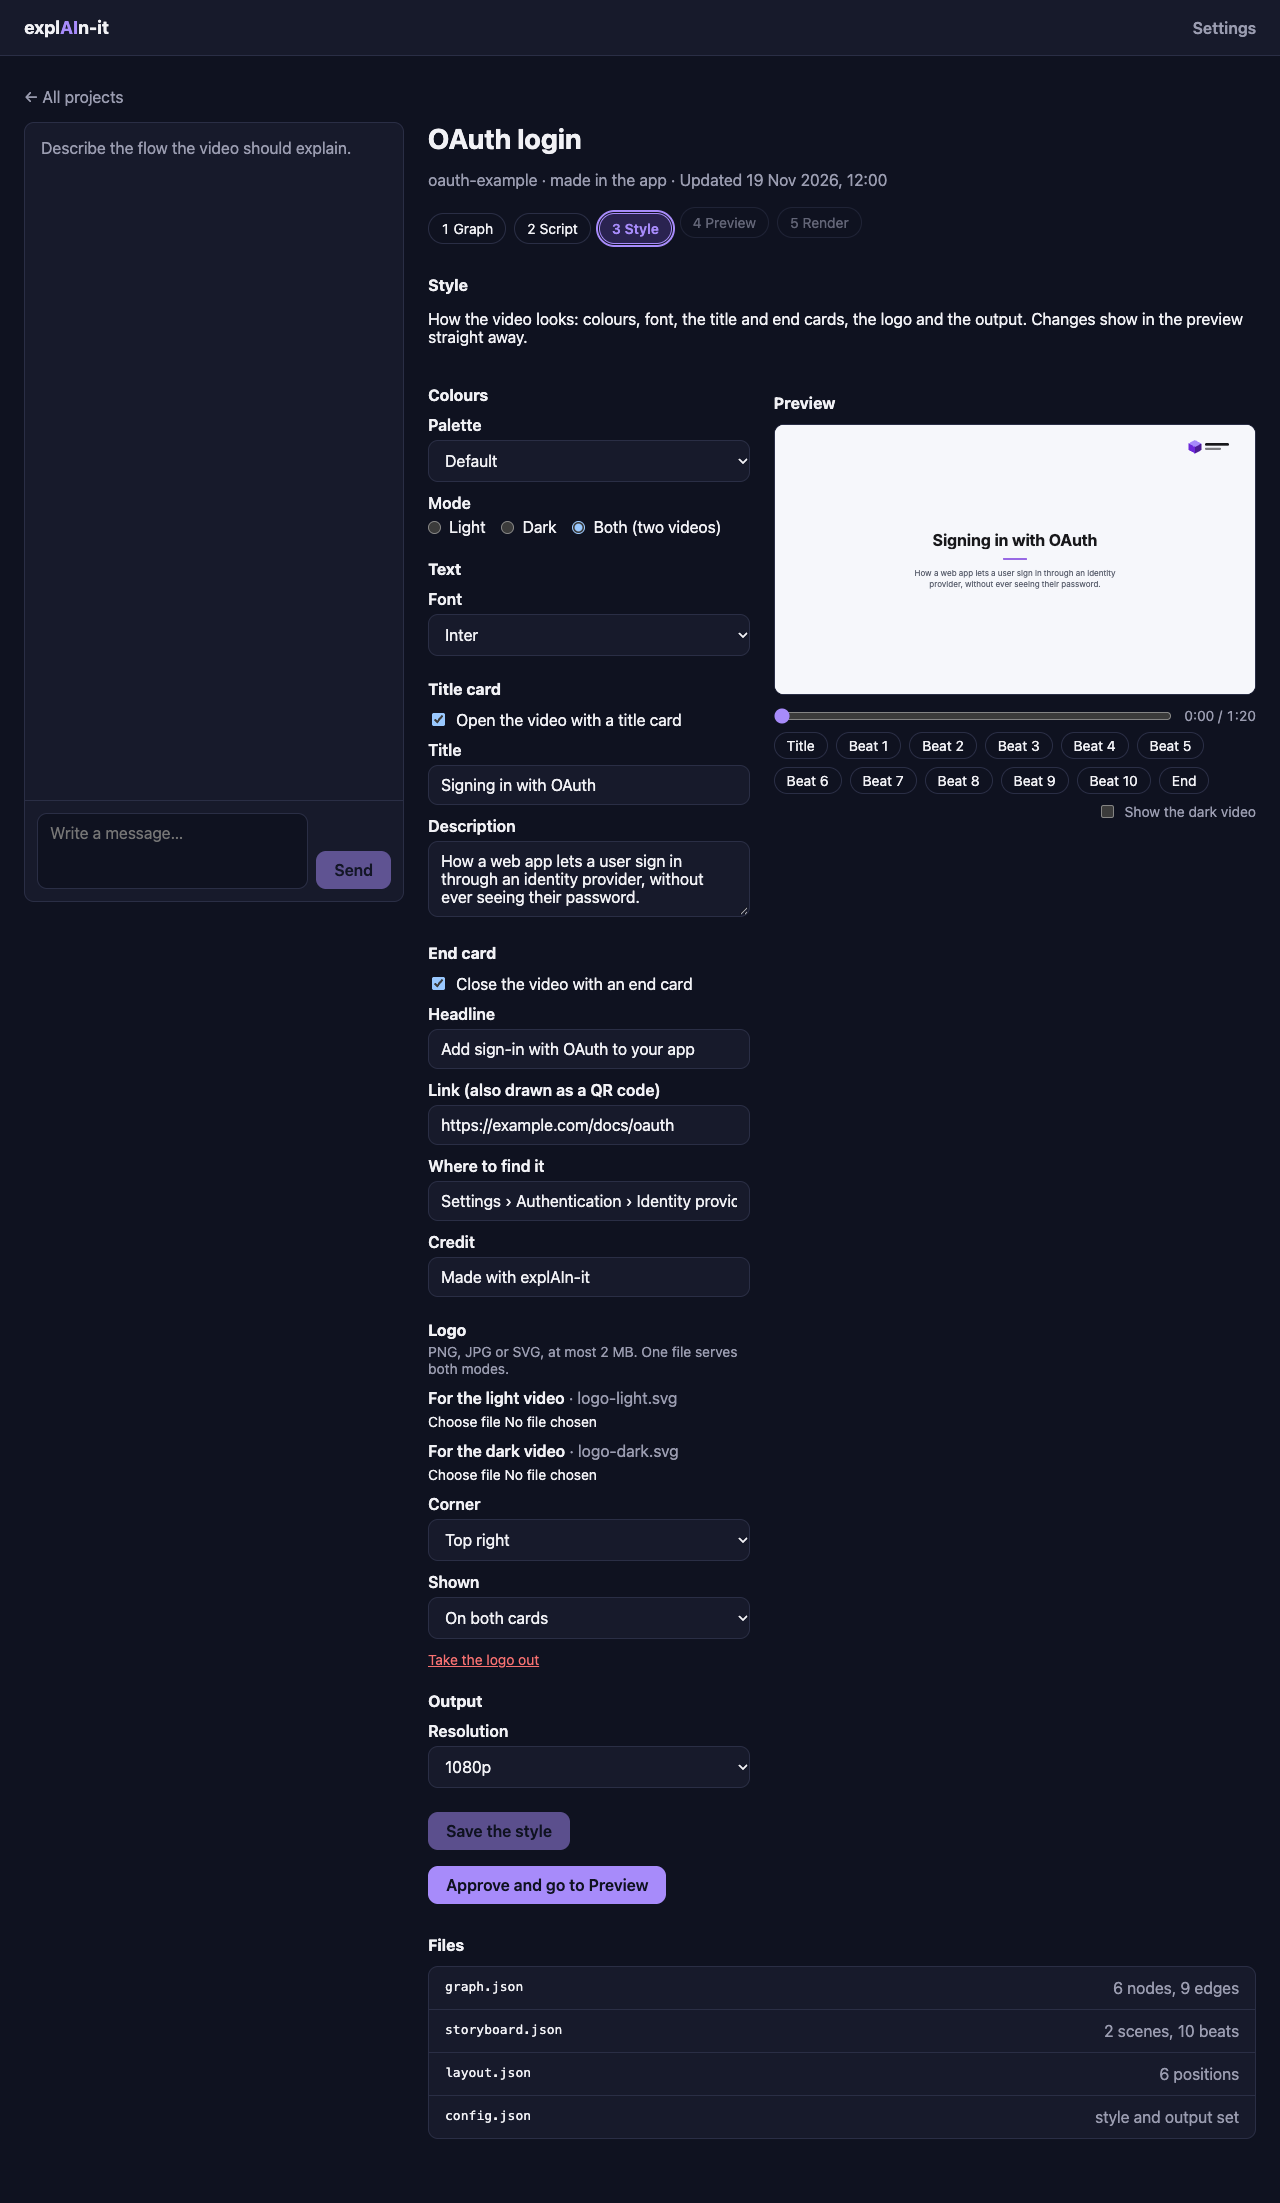 explAIn-it
Settings
← All projects
Describe the flow the video should explain.
Write a message...
Send
OAuth login
oauth-example · made in the app · Updated 19 Nov 2026, 12:00
1 Graph
2 Script
3 Style
4 Preview
5 Render
Style
How the video looks: colours, font, the title and end cards, the logo and the output. Changes show in the preview
straight away.
Colours
Palette
Default
Mode
Light
Dark
Both (two videos)
Text
Font
Inter
Title card
Open the video with a title card
Title
Signing in with OAuth
Description
How a web app lets a user sign in
through an identity provider, without
ever seeing their password.
End card
Close the video with an end card
Headline
Add sign-in with OAuth to your app
Link (also drawn as a QR code)
https://example.com/docs/oauth
Where to find it
Settings › Authentication › Identity provic
Credit
Made with explAIn-it
Logo
PNG, JPG or SVG, at most 2 MB. One file serves
both modes.
For the light video · logo-light.svg
Choose file No file chosen
For the dark video · logo-dark.svg
Choose file No file chosen
Corner
Top right
Shown
On both cards
Take the logo out
Output
Resolution
1080p
Save the style
Approve and go to Preview
Preview
Signing in with OAuth
How a web app lets a user sign in through an identity
provider, without ever seeing their password.
0:00 / 1:20
Title
Beat 1
Beat 2
Beat 3
Beat 4
Beat 5
Beat 6
Beat 7
Beat 8
Beat 9
Beat 10
End
Show the dark video
Files
graph.json
6 nodes, 9 edges
storyboard.json
2 scenes, 10 beats
layout.json
6 positions
config.json
style and output set